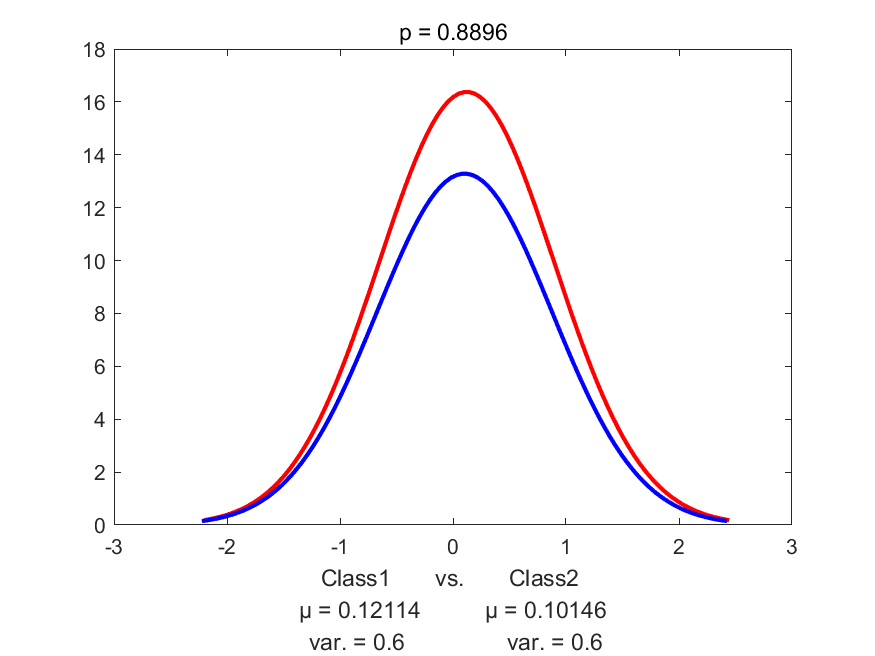 p = 0.8896
18
16
14
12
10
8
6
4
2
0
-3 -2 -1 0 1 2 3
Class1 vs. Class2
μ = 0.12114 μ = 0.10146
var. = 0.6 var. = 0.6